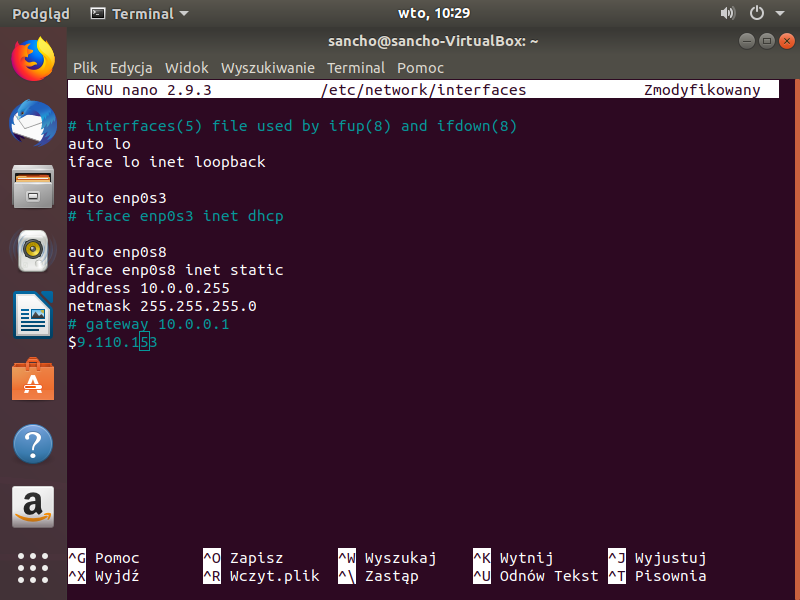 Podgląd Terminal wto, 10:29
sancho@sancho-VirtualBox: ~
Plik Edycja Widok Wyszukiwanie Terminal Pomoc
GNU nano 2.9.3 /etc/network/interfaces Zmodyfikowany
# interfaces(5) file used by ifup(8) and ifdown(8)
auto lo
iface lo inet loopback
auto enp0s3
# iface enp0s3 inet dhcp
auto enp0s8
iface enp0s8 inet static
address 10.0.0.255
netmask 255.255.255.0
# gateway 10.0.0.1
$9.110.153
^G Pomoc ^O Zapisz ^W Wyszukaj ^K Wytnij ^J Wyjustuj
^X Wyjdź ^R Wczyt.plik ^\ Zastąp ^U Odnów Tekst ^T Pisownia